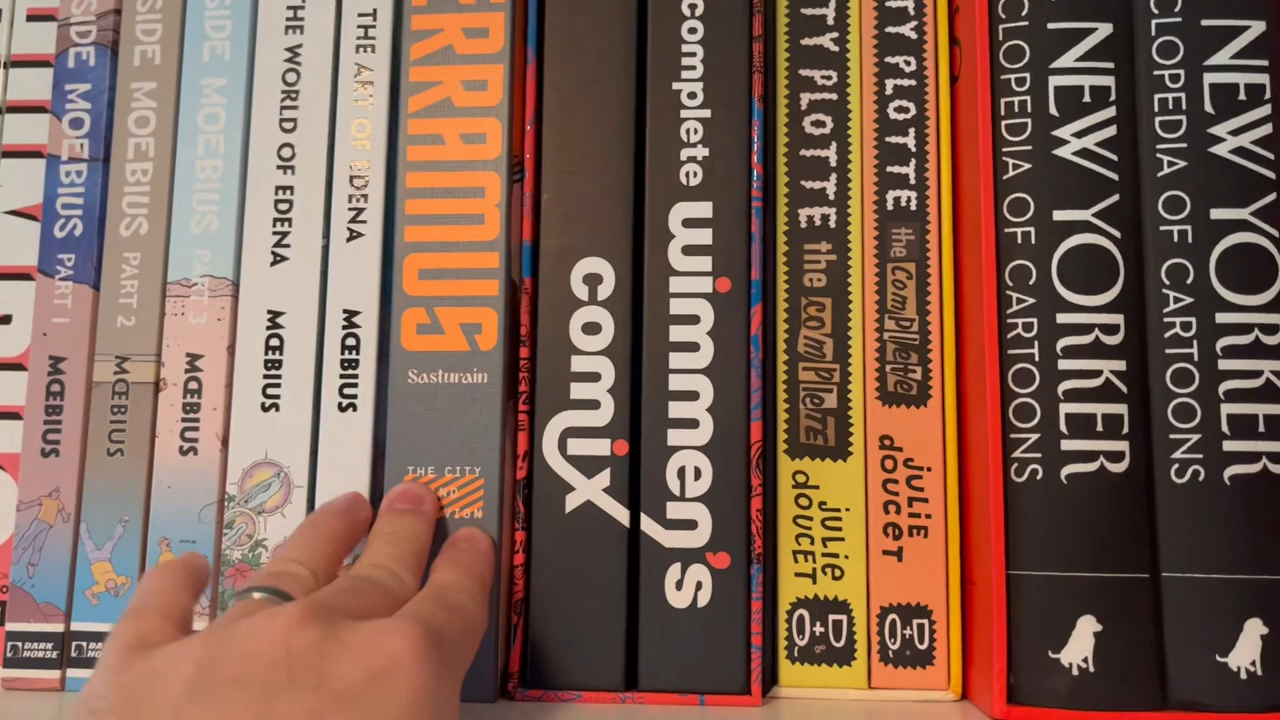 SIDE MOEBIUS PART 1
MŒBIUS
DARK
HORSE
SIDE MOEBIUS PART 2
MŒBIUS
SIDE MOEBIUS PART 3
MŒBIUS
THE WORLD OF EDENA
MŒBIUS
THE ART OF EDENA
MŒBIUS
ERRAMUS
Sasturain
THE CITY
comix
complete wimmen's
TY PLOTTE the complete
JULIE
DOUCET
D+Q
TY PLOTTE the complete
JULIE
DOUCET
D+Q
NEW YORKER
CLOPEDIA OF CARTOONS
NEW YORKER
CLOPEDIA OF CARTOONS